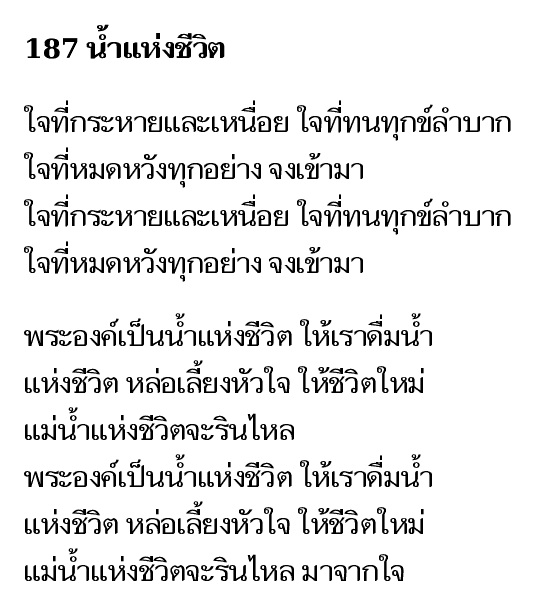 187 น้ำแห่งชีวิต
ใจที่กระหายและเหนื่อย ใจที่ทนทุกข์ลำบาก
ใจที่หมดหวังทุกอย่าง จงเข้ามา
ใจที่กระหายและเหนื่อย ใจที่ทนทุกข์ลำบาก
ใจที่หมดหวังทุกอย่าง จงเข้ามา
พระองค์เป็นน้ำแห่งชีวิต ให้เราดื่มน้ำ
แห่งชีวิต หล่อเลี้ยงหัวใจ ให้ชีวิตใหม่
แม่น้ำแห่งชีวิตจะรินไหล
พระองค์เป็นน้ำแห่งชีวิต ให้เราดื่มน้ำ
แห่งชีวิต หล่อเลี้ยงหัวใจ ให้ชีวิตใหม่
แม่น้ำแห่งชีวิตจะรินไหล มาจากใจ